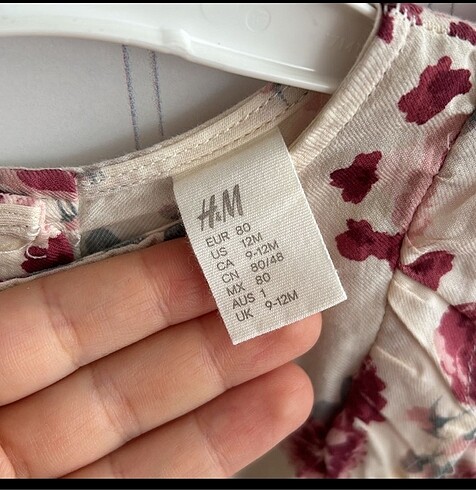 H&M
EUR 80
US 12M
CA 9-12M
CN 80/48
MX 80
AUS 1
UK 9-12M